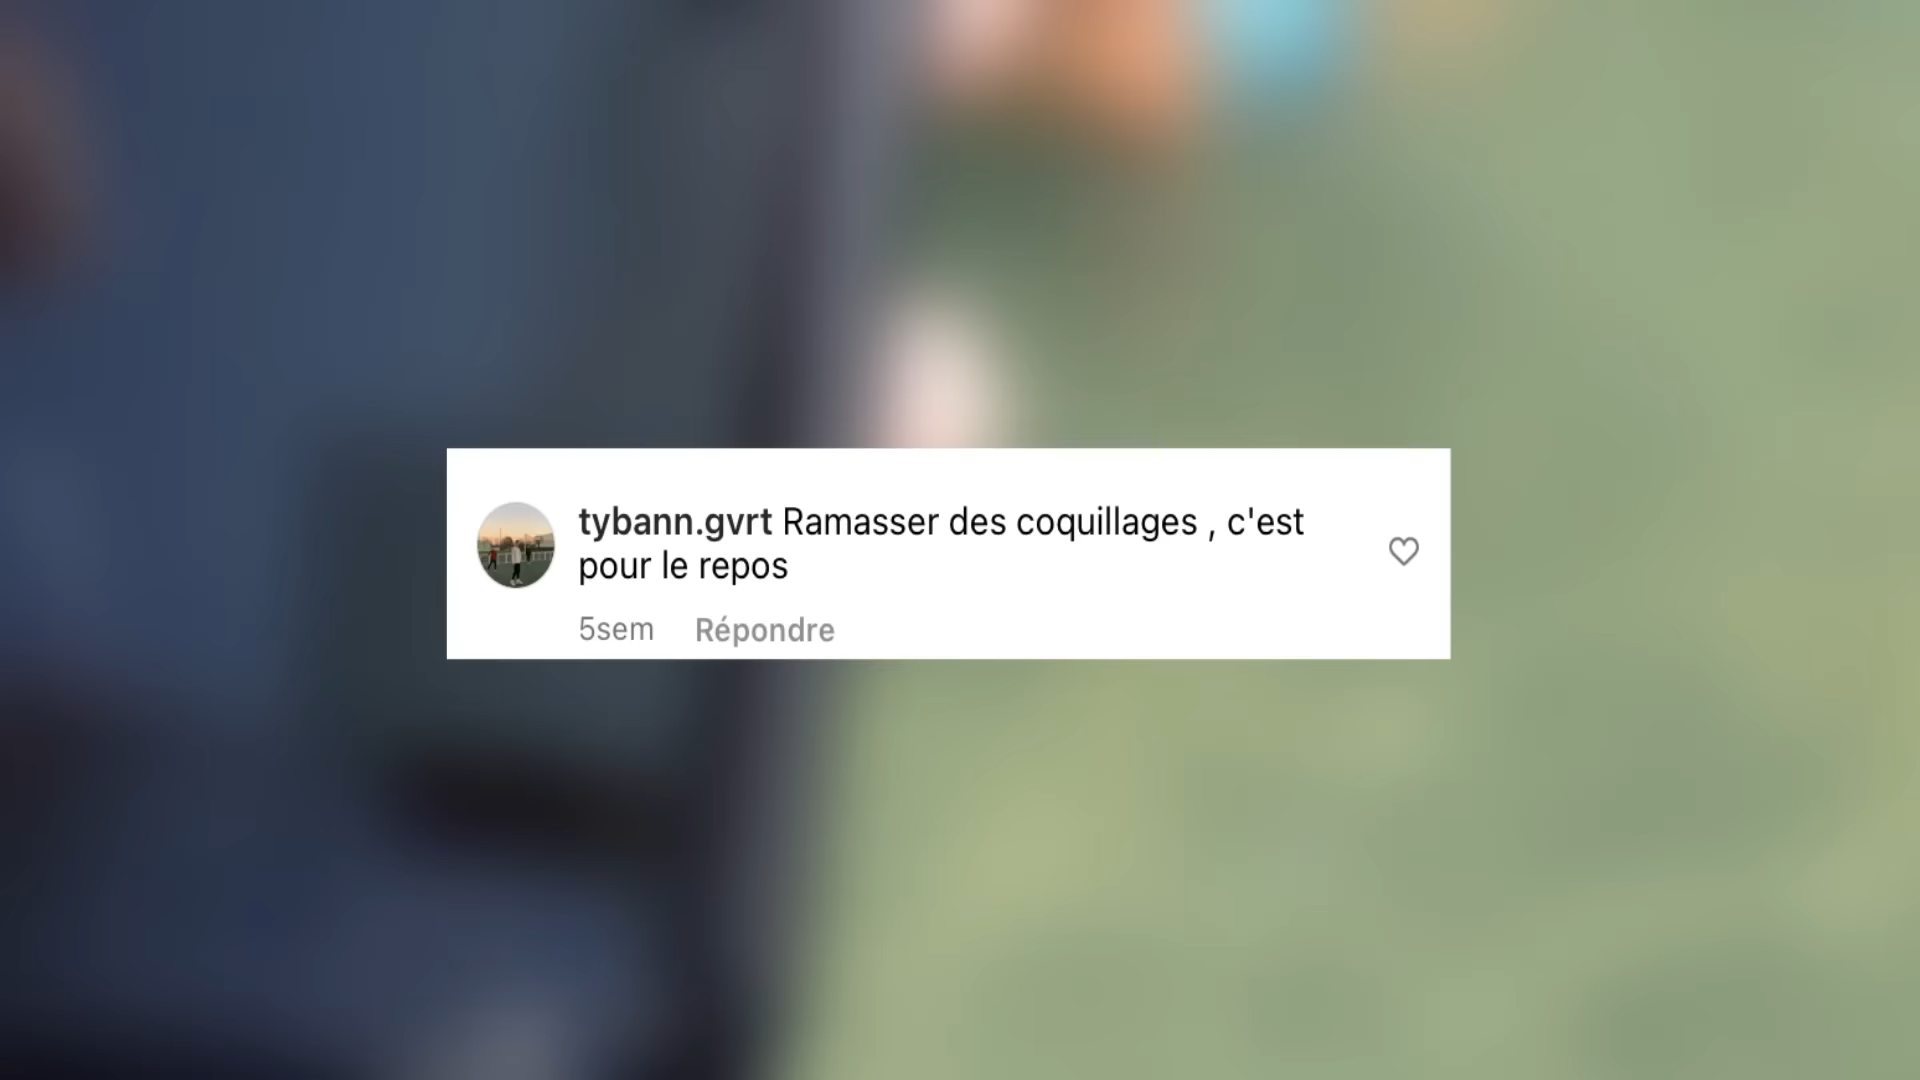 tybann.gvrt Ramasser des coquillages , c'est
pour le repos
5sem Répondre